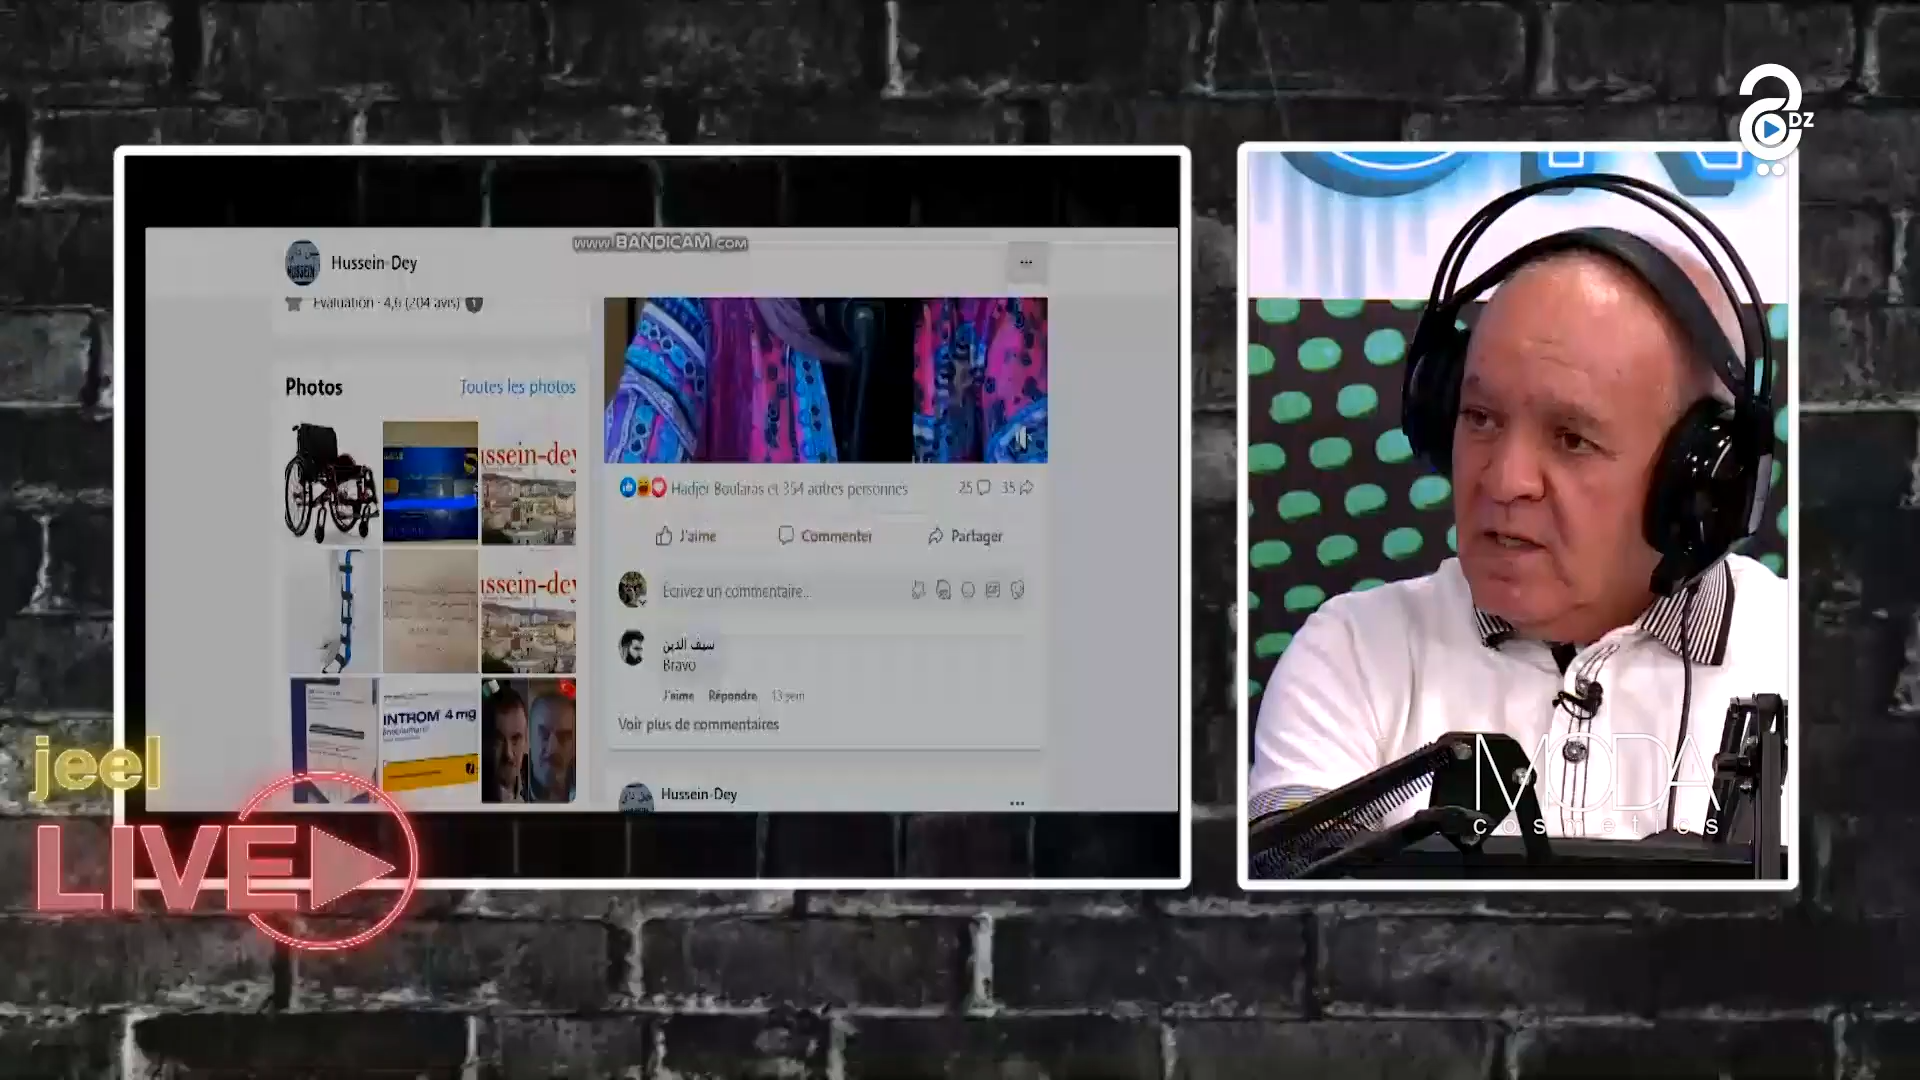 DZ
www.BANDICAM.com
Hussein-Dey
...
Évaluation · 4,6 (204 avis)
Photos
Toutes les photos
ussein-dey
ussein-dey
INTHROM 4 mg
Hadjer Boularas et 354 autres personnes
25
35
J'aime
Commenter
Partager
Écrivez un commentaire...
GIF
سيف الدين
Bravo
J'aime Répondre 13 sem
Voir plus de commentaires
Hussein-Dey
...
jeel
LIVE
MODA
cosmetics